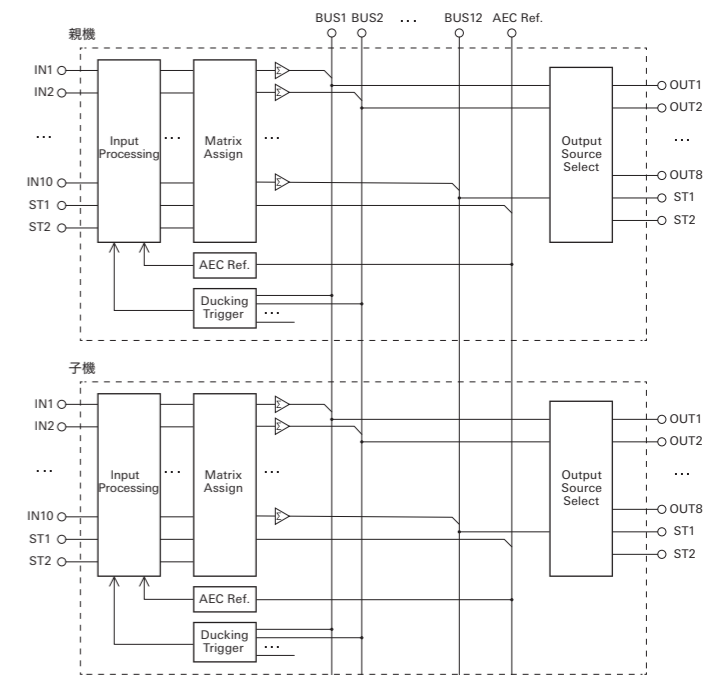 BUS1 BUS2 ... BUS12 AEC Ref.
親機
IN1
IN2
...
IN10
ST1
ST2
Input
Processing
...
Matrix
Assign
Σ
Σ
...
Σ
Output
Source
Select
OUT1
OUT2
...
OUT8
ST1
ST2
AEC Ref.
Ducking
Trigger
...
子機
IN1
IN2
...
IN10
ST1
ST2
Input
Processing
...
Matrix
Assign
Σ
Σ
...
Σ
Output
Source
Select
OUT1
OUT2
...
OUT8
ST1
ST2
AEC Ref.
Ducking
Trigger
...